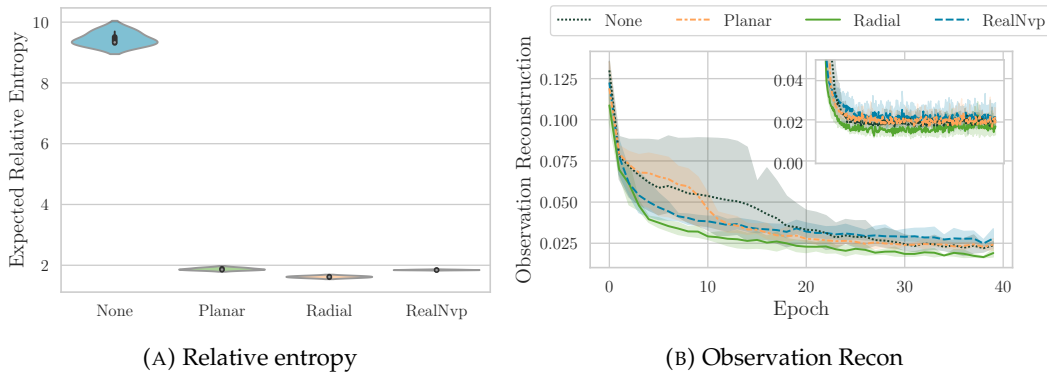 Expected Relative Entropy
10
8
6
4
2
None Planar Radial RealNvp
(A) Relative entropy
None Planar Radial RealNvp
Observation Reconstruction
0.125
0.100
0.075
0.050
0.025
0.04
0.02
0.00
0 10 20 30 40
Epoch
(B) Observation Recon